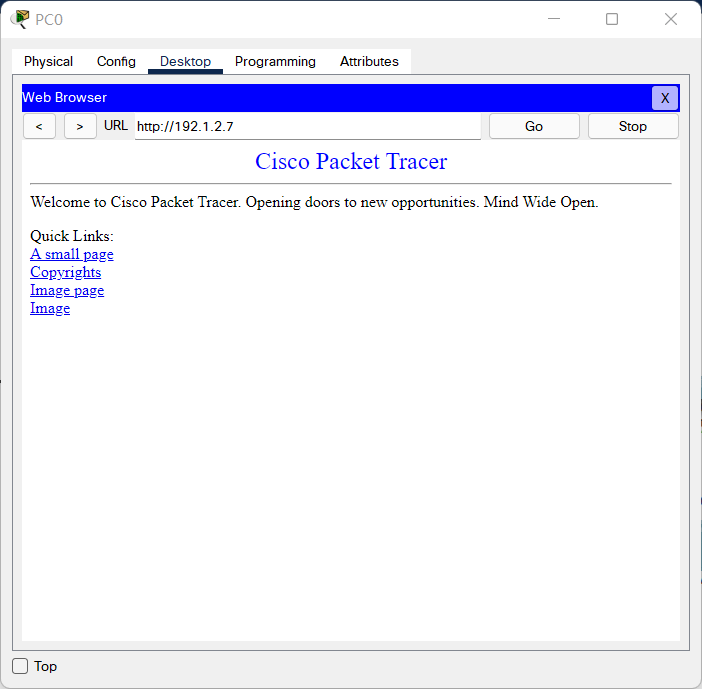 PC0
Physical Config Desktop Programming Attributes
Web Browser X
< > URL http://192.1.2.7 Go Stop
Cisco Packet Tracer
Welcome to Cisco Packet Tracer. Opening doors to new opportunities. Mind Wide Open.
Quick Links:
A small page
Copyrights
Image page
Image
Top